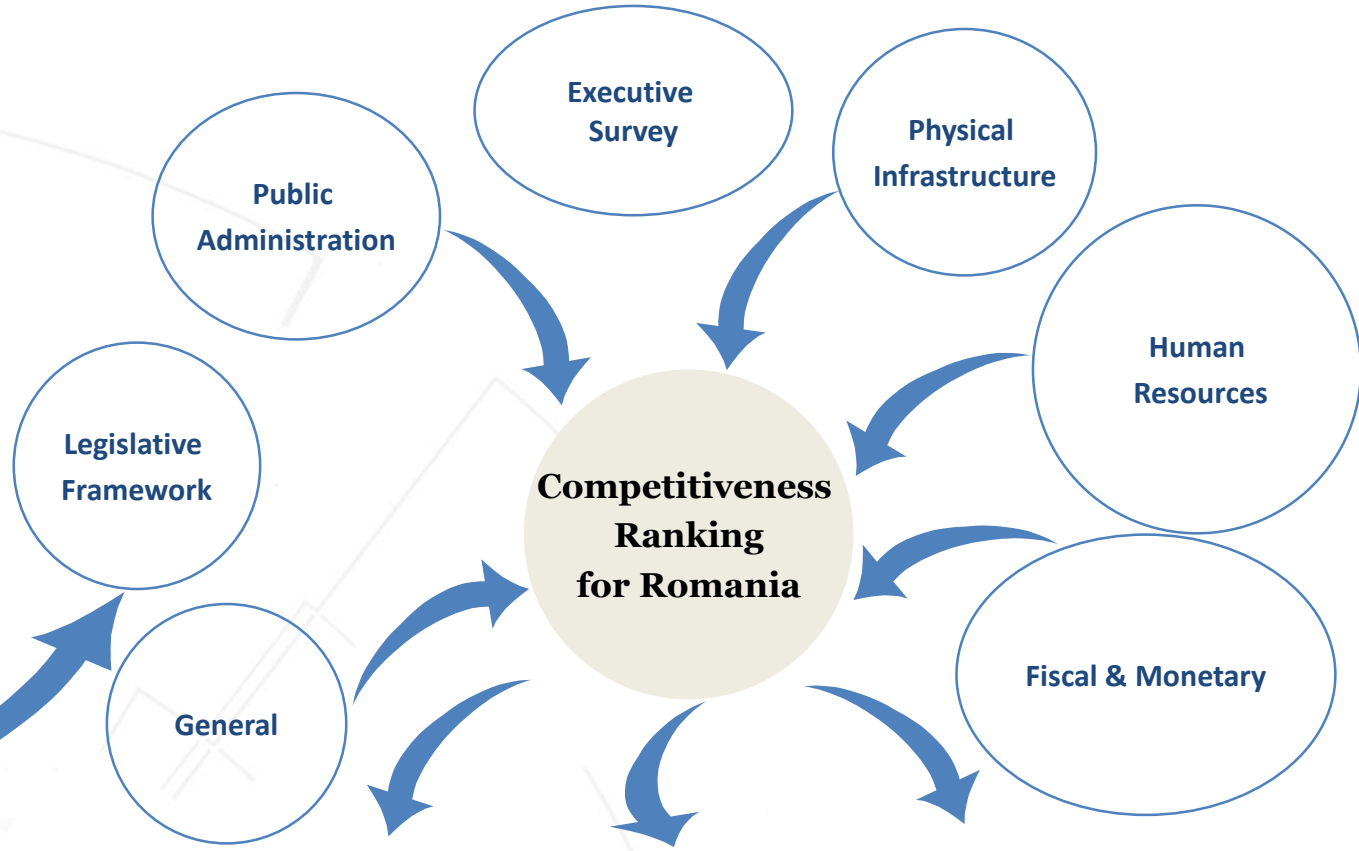 Executive
Survey
Physical
Infrastructure
Public
Administration
Human
Resources
Legislative
Framework
Competitiveness
Ranking
for Romania
Fiscal & Monetary
General